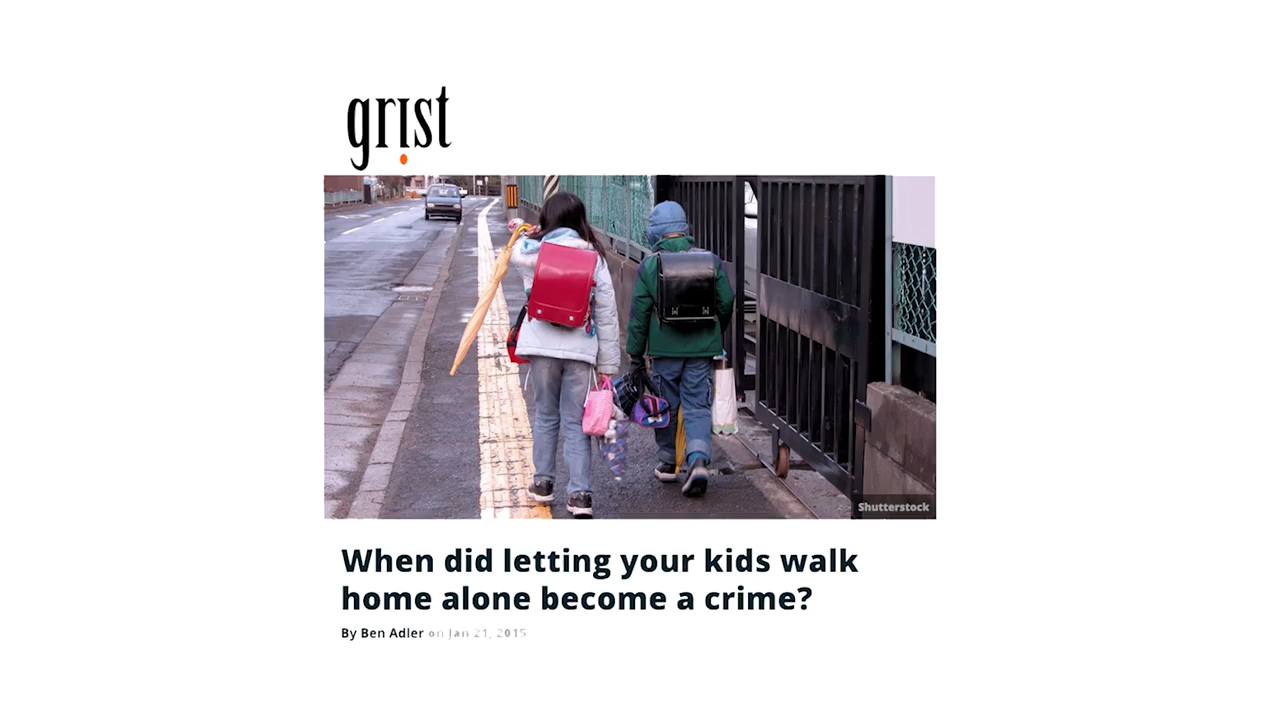 grist
Shutterstock
When did letting your kids walk
home alone become a crime?
By Ben Adler on Jan 21, 2015